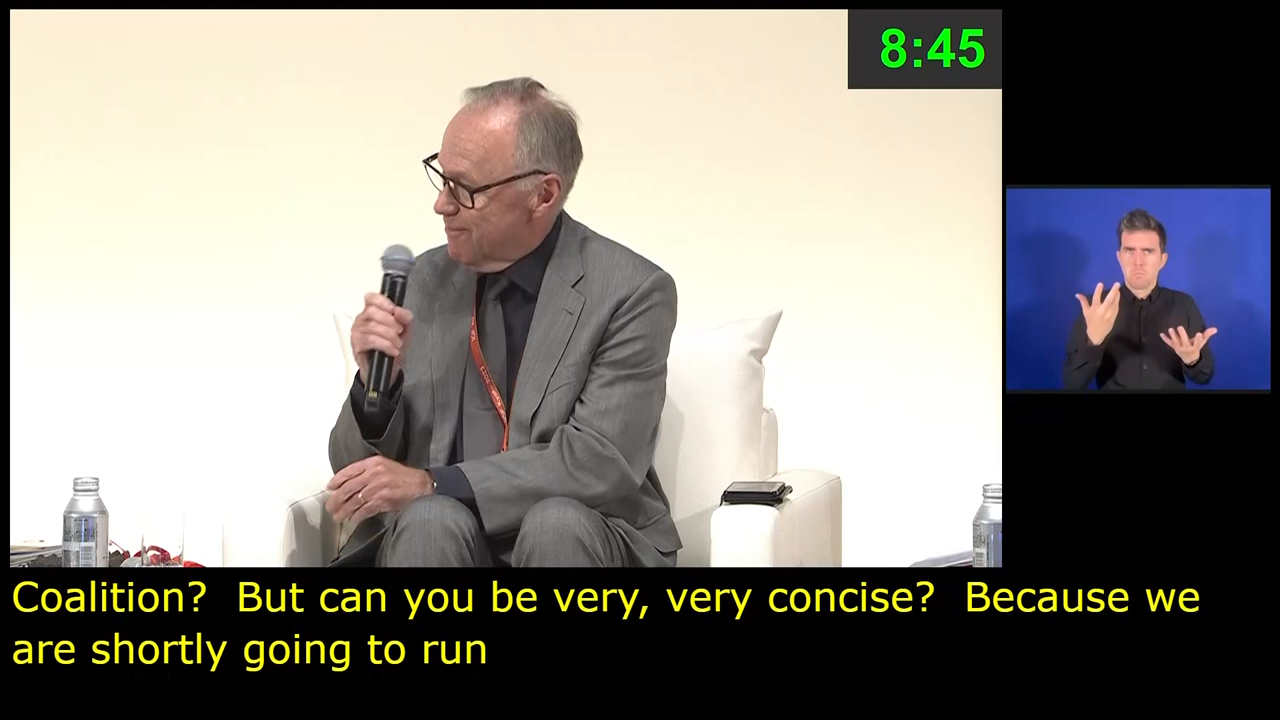 8:45
Coalition?  But can you be very, very concise?  Because we
are shortly going to run